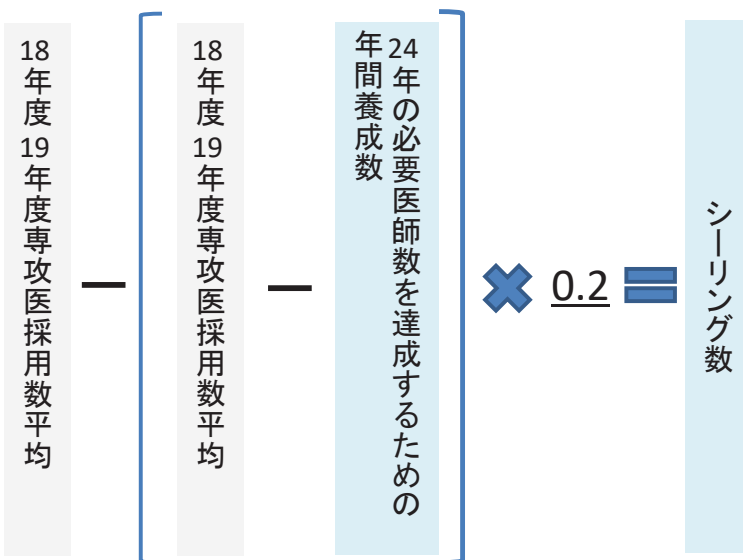 18年度19年度専攻医採用数平均
ー
18年度19年度専攻医採用数平均
ー
24年の必要医師数を達成するための
年間養成数
0.2
シーリング数